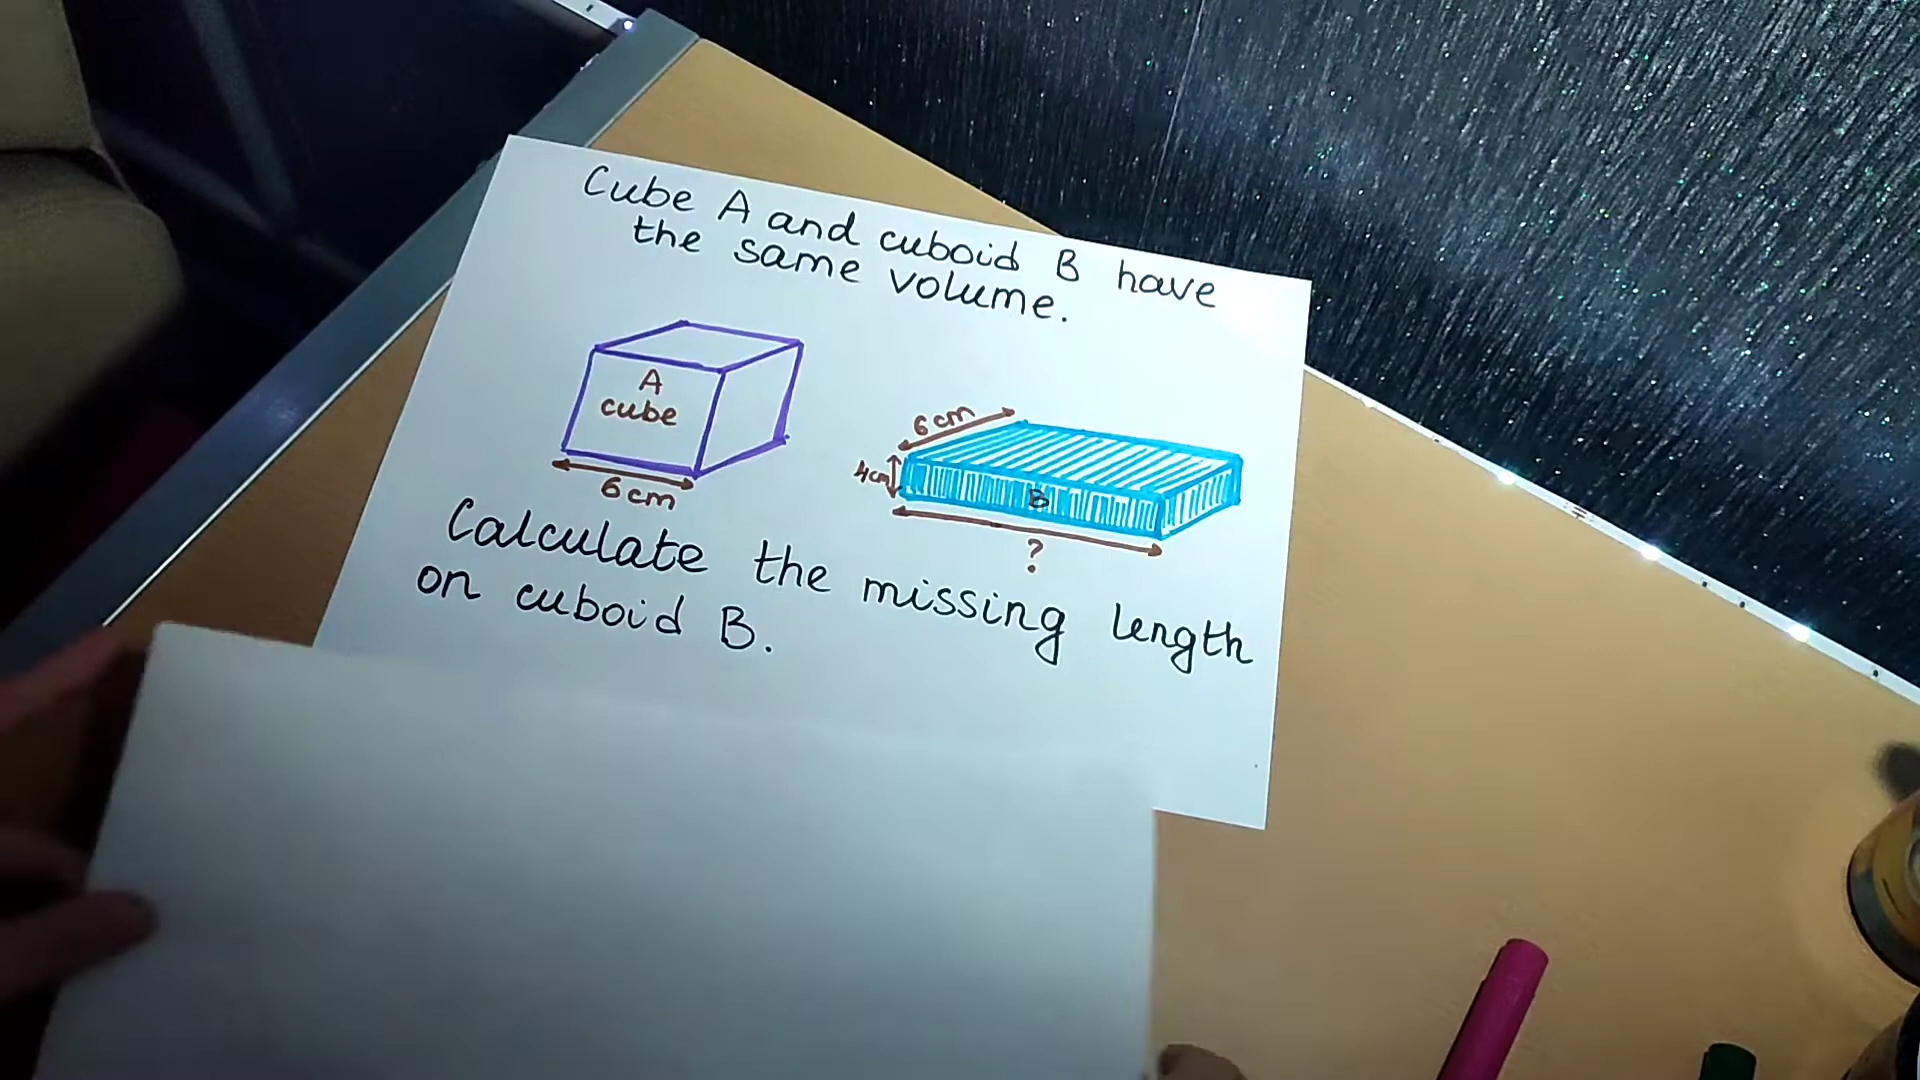 Cube A and cuboid B have
the same volume.
A
cube
6 cm
6 cm
4cm
B
?
Calculate the missing length
on cuboid B.